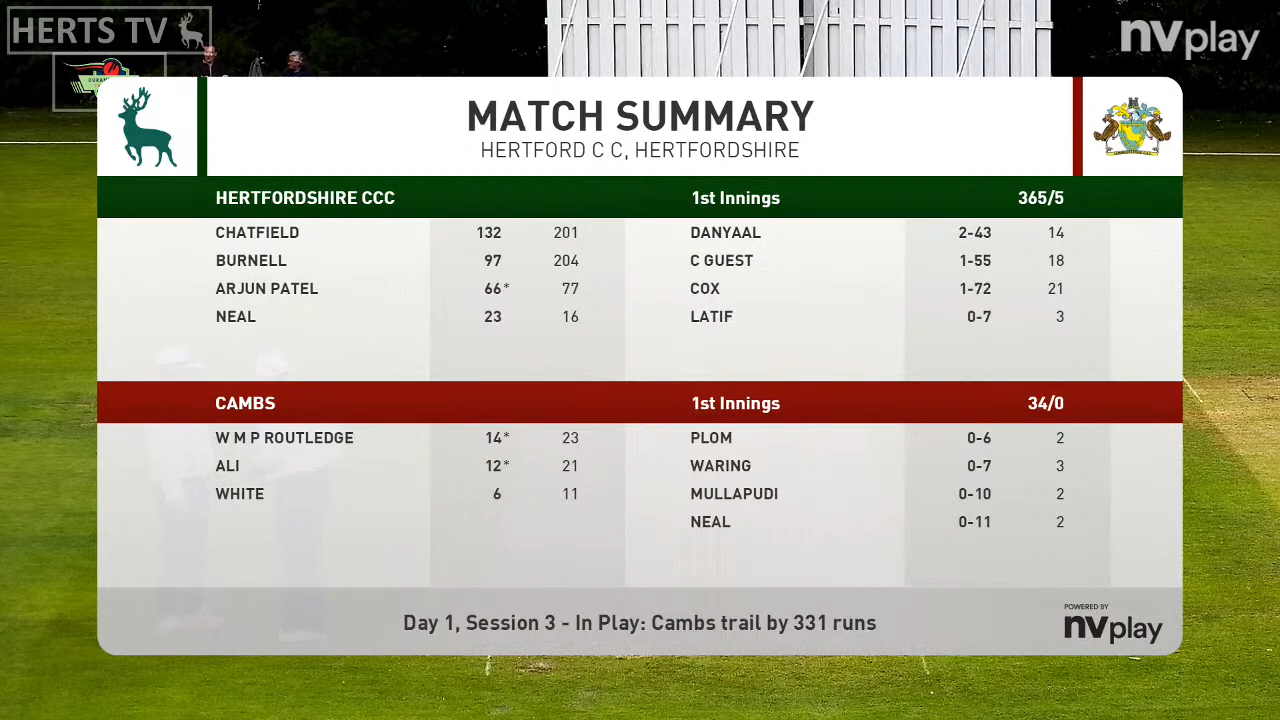 HERTS TV
nvplay
MATCH SUMMARY
HERTFORD C C, HERTFORDSHIRE
HERTFORDSHIRE CCC 1st Innings 365/5
CHATFIELD 132 201 DANYAAL 2-43 14
BURNELL 97 204 C GUEST 1-55 18
ARJUN PATEL 66* 77 COX 1-72 21
NEAL 23 16 LATIF 0-7 3
CAMBS 1st Innings 34/0
W M P ROUTLEDGE 14* 23 PLOM 0-6 2
ALI 12* 21 WARING 0-7 3
WHITE 6 11 MULLAPUDI 0-10 2
NEAL 0-11 2
Day 1, Session 3 - In Play: Cambs trail by 331 runs
POWERED BY
nvplay